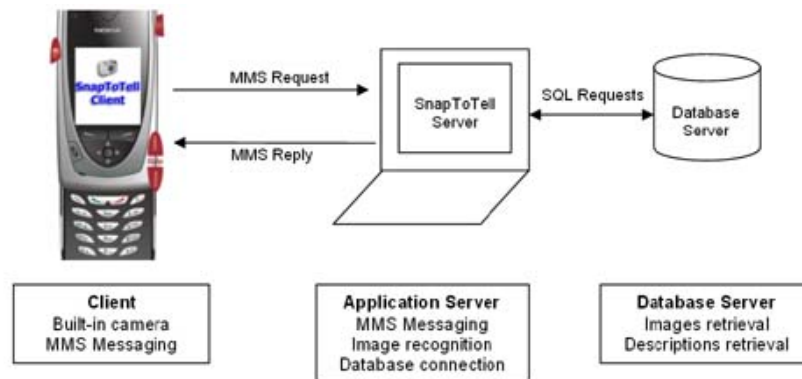 SnapToTell
Client
MMS Request
MMS Reply
SnapToTell
Server
SQL Requests
Database
Server
Client
Built-in camera
MMS Messaging
Application Server
MMS Messaging
Image recognition
Database connection
Database Server
Images retrieval
Descriptions retrieval